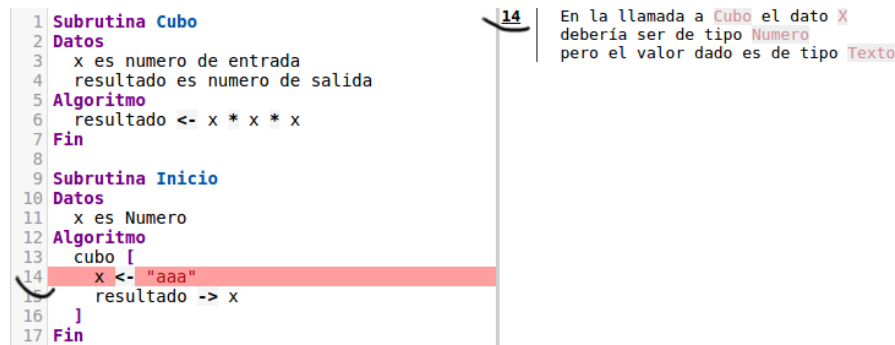 1 Subrutina Cubo
2 Datos
3 x es numero de entrada
4 resultado es numero de salida
5 Algoritmo
6 resultado <- x * x * x
7 Fin
8
9 Subrutina Inicio
10 Datos
11 x es Numero
12 Algoritmo
13 cubo [
14 x <- "aaa"
15 resultado -> x
16 ]
17 Fin
14 En la llamada a Cubo el dato X
debería ser de tipo Numero
pero el valor dado es de tipo Texto